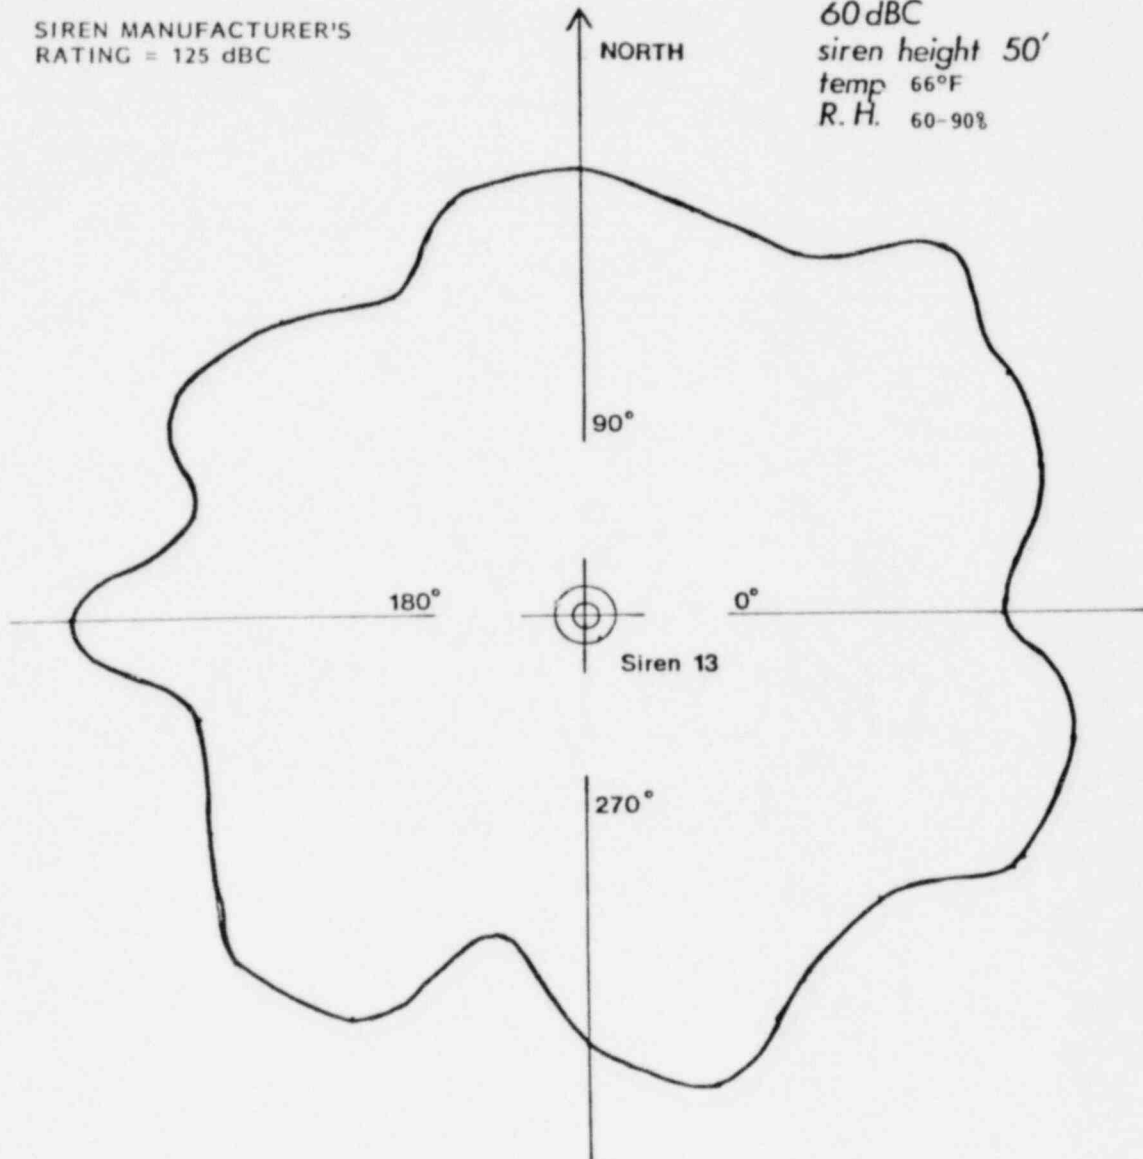 SIREN MANUFACTURER'S
RATING = 125 dBC
NORTH
60 dBC
siren height 50'
temp 66°F
R. H. 60-90%
90°
180°
0°
Siren 13
270°